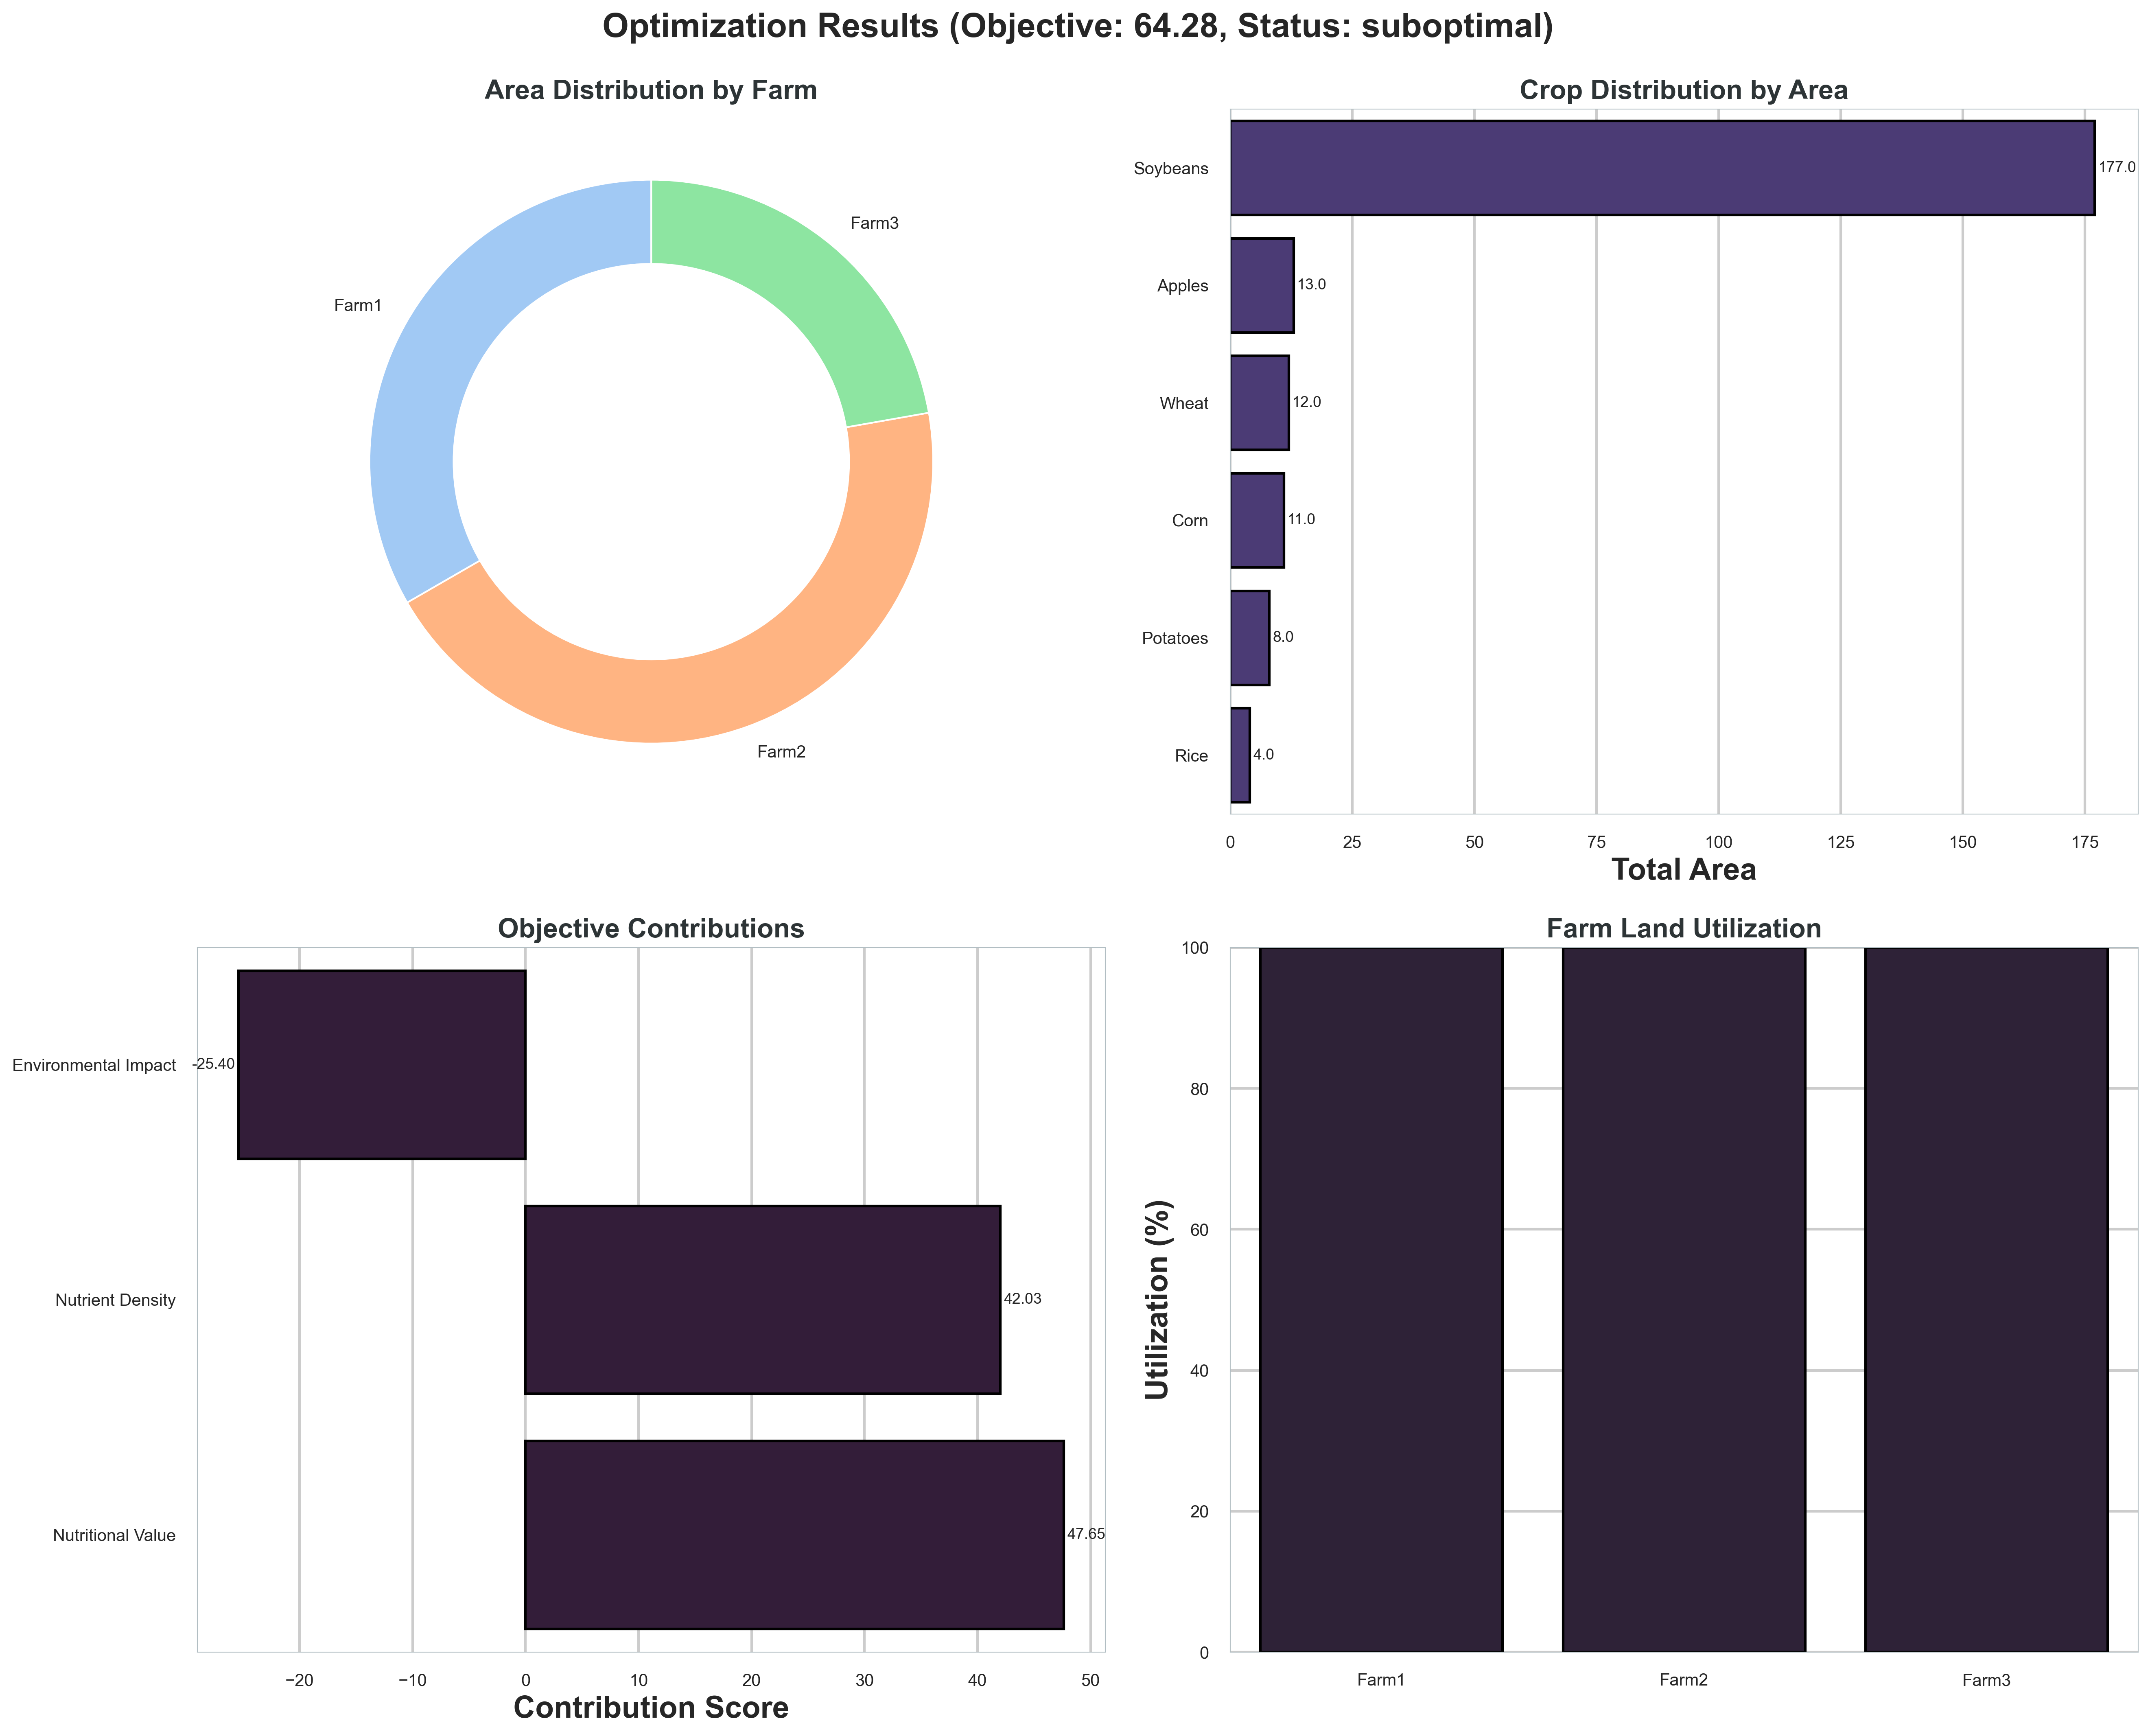 Optimization Results (Objective: 64.28, Status: suboptimal)
Area Distribution by Farm
Farm3
Farm1
Farm2
Crop Distribution by Area
Soybeans
177.0
Apples
13.0
Wheat
12.0
Corn
11.0
Potatoes
8.0
Rice
4.0
0 25 50 75 100 125 150 175
Total Area
Objective Contributions
Environmental Impact
-25.40
Nutrient Density
42.03
Nutritional Value
47.65
−20 −10 0 10 20 30 40 50
Contribution Score
Farm Land Utilization
100
80
60
40
20
0
Utilization (%)
Farm1 Farm2 Farm3